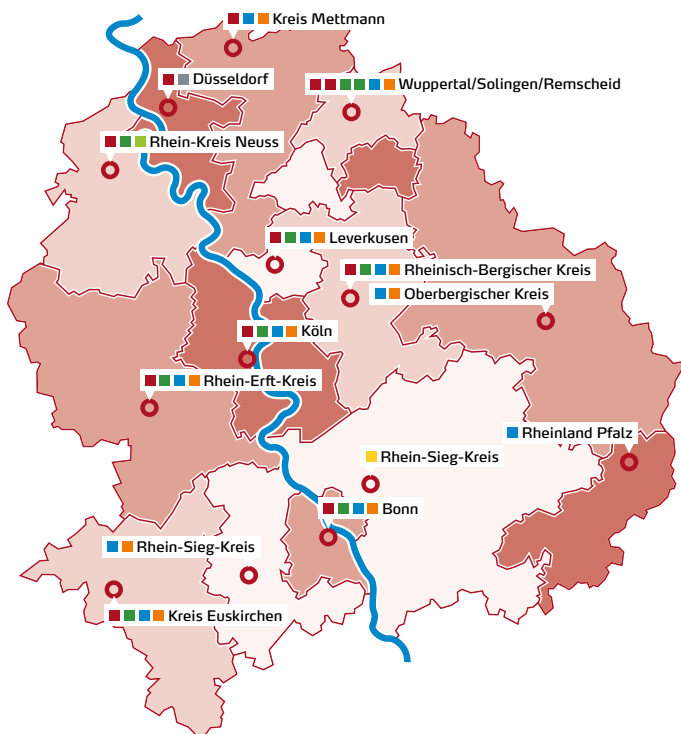 Kreis Mettmann
Düsseldorf
Wuppertal/Solingen/Remscheid
Rhein-Kreis Neuss
Leverkusen
Rheinisch-Bergischer Kreis
Oberbergischer Kreis
Köln
Rhein-Erft-Kreis
Rheinland Pfalz
Rhein-Sieg-Kreis
Bonn
Rhein-Sieg-Kreis
Kreis Euskirchen